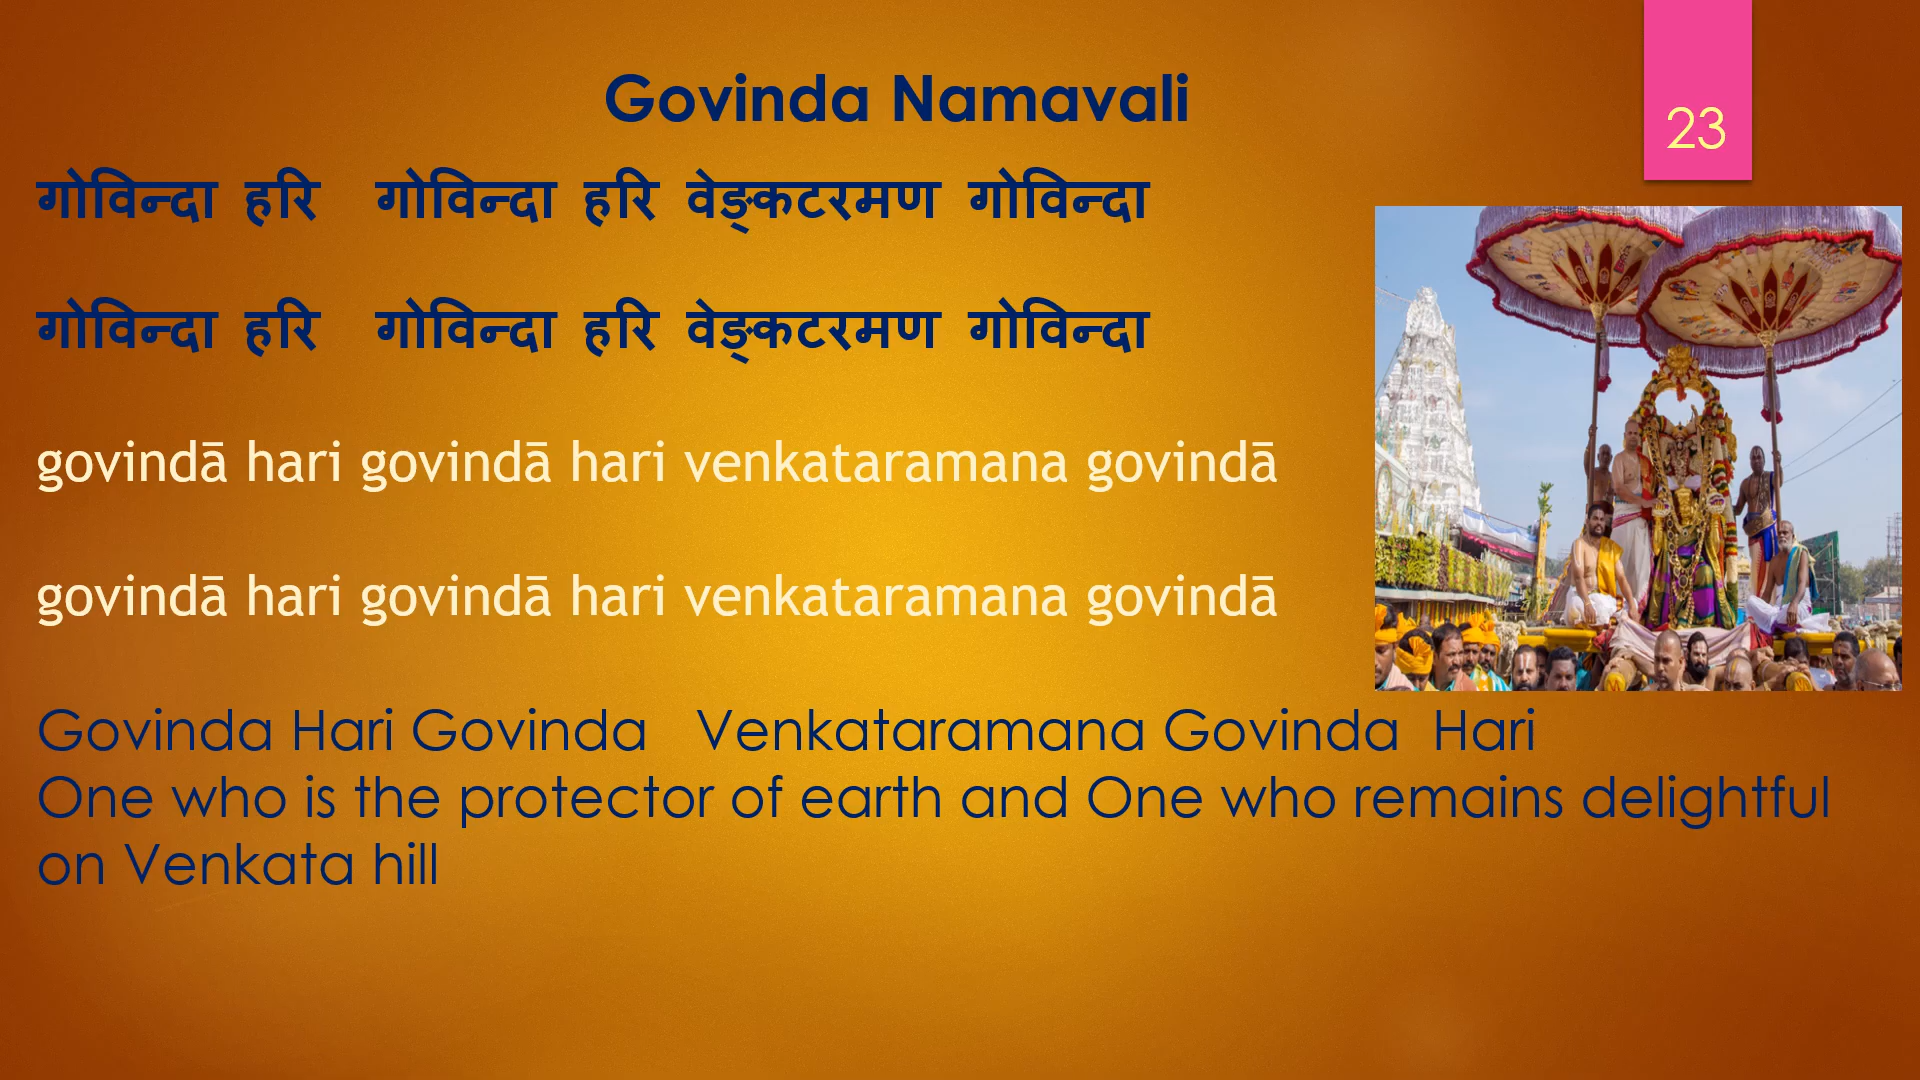 Govinda Namavali
23
गोविन्दा हरि गोविन्दा हरि वेङ्कटरमण गोविन्दा
गोविन्दा हरि गोविन्दा हरि वेङ्कटरमण गोविन्दा
govindā hari govindā hari venkataramana govindā
govindā hari govindā hari venkataramana govindā
Govinda Hari Govinda Venkataramana Govinda Hari
One who is the protector of earth and One who remains delightful
on Venkata hill